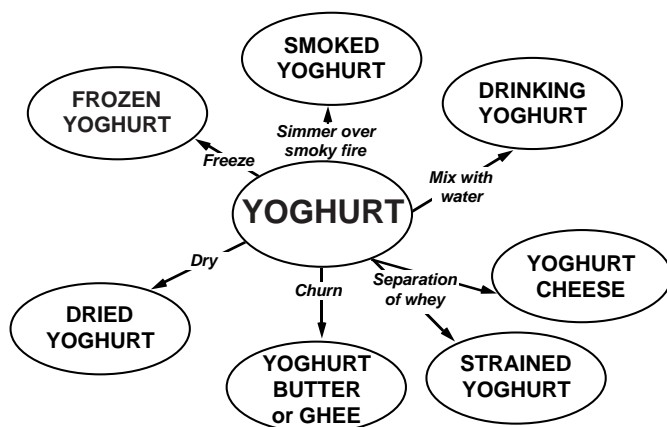 SMOKED
YOGHURT
DRINKING
YOGHURT
FROZEN
YOGHURT
Simmer over
smoky fire
Freeze
Mix with
water
YOGHURT
Dry
Churn
Separation
of whey
YOGHURT
CHEESE
DRIED
YOGHURT
YOGHURT
BUTTER
or GHEE
STRAINED
YOGHURT